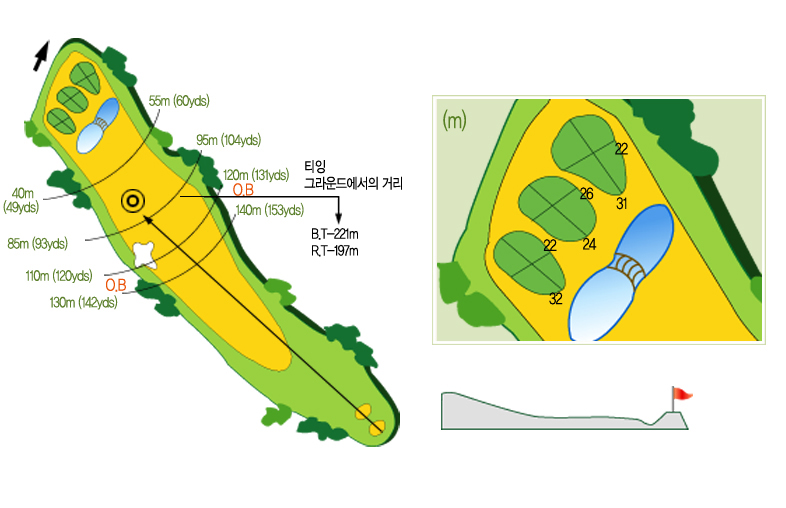 55m (60yds)
95m (104yds)
120m (131yds)
O,B
140m (153yds)
티잉
그라운드에서의 거리
B,T-221m
R,T-197m
40m
(49yds)
85m (93yds)
110m (120yds)
O,B
130m (142yds)
(m)
22
31
26
24
22
32